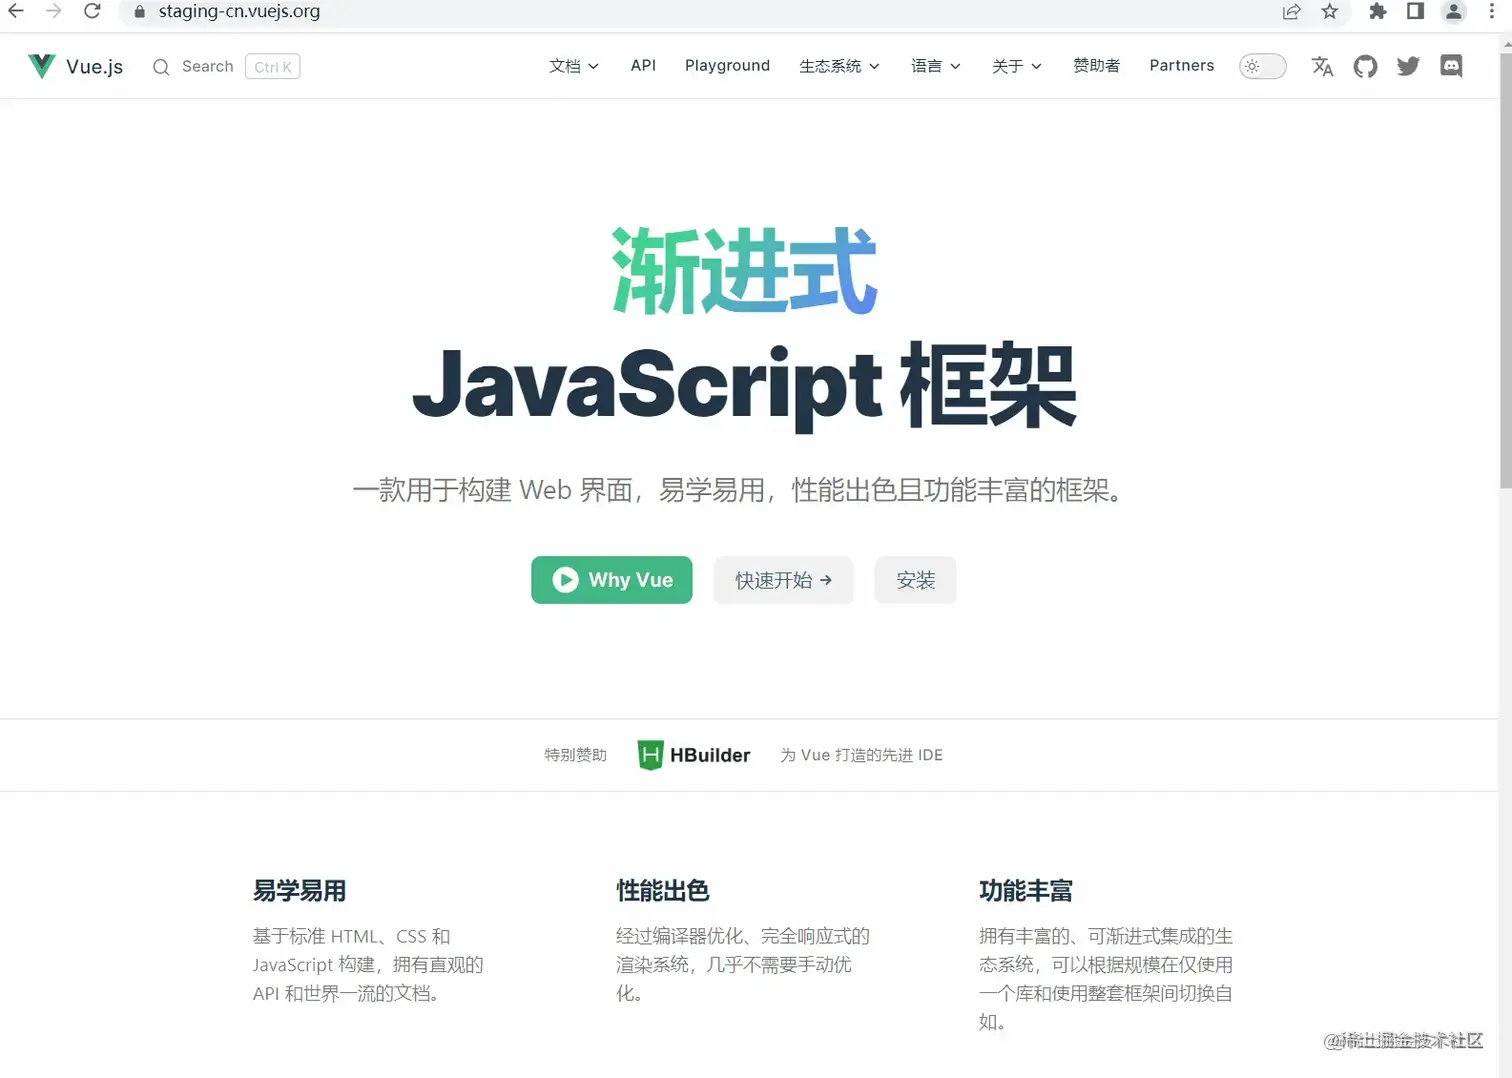 staging-cn.vuejs.org
Vue.js Search Ctrl K 文档 API Playground 生态系统 语言 关于 赞助者 Partners
渐进式
JavaScript 框架
一款用于构建 Web 界面，易学易用，性能出色且功能丰富的框架。
Why Vue 快速开始 → 安装
特别赞助 HBuilder 为 Vue 打造的先进 IDE
易学易用
基于标准 HTML、CSS 和
JavaScript 构建，拥有直观的
API 和世界一流的文档。
性能出色
经过编译器优化、完全响应式的
渲染系统，几乎不需要手动优
化。
功能丰富
拥有丰富的、可渐进式集成的生
态系统，可以根据规模在仅使用
一个库和使用整套框架间切换自
如。
@稀土掘金技术社区